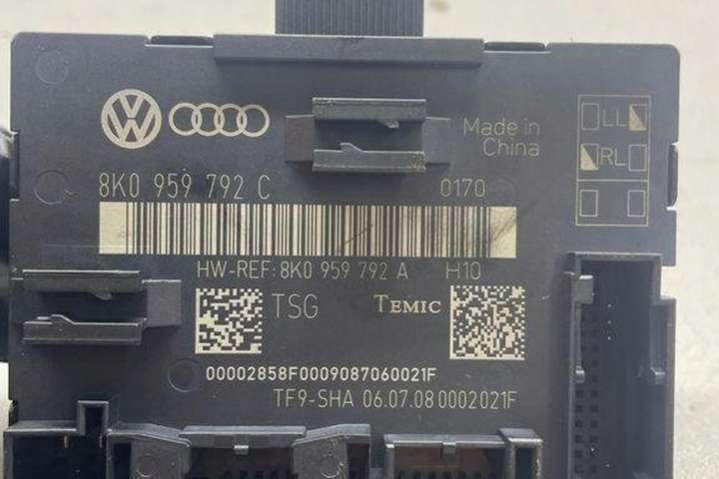 Made in
China
LL
RL
8K0 959 792 C 0170
HW-REF: 8K0 959 792 A H10
TSG TEMIC
00002858F0009087060021F
TF9-SHA 06.07.08 0002021F